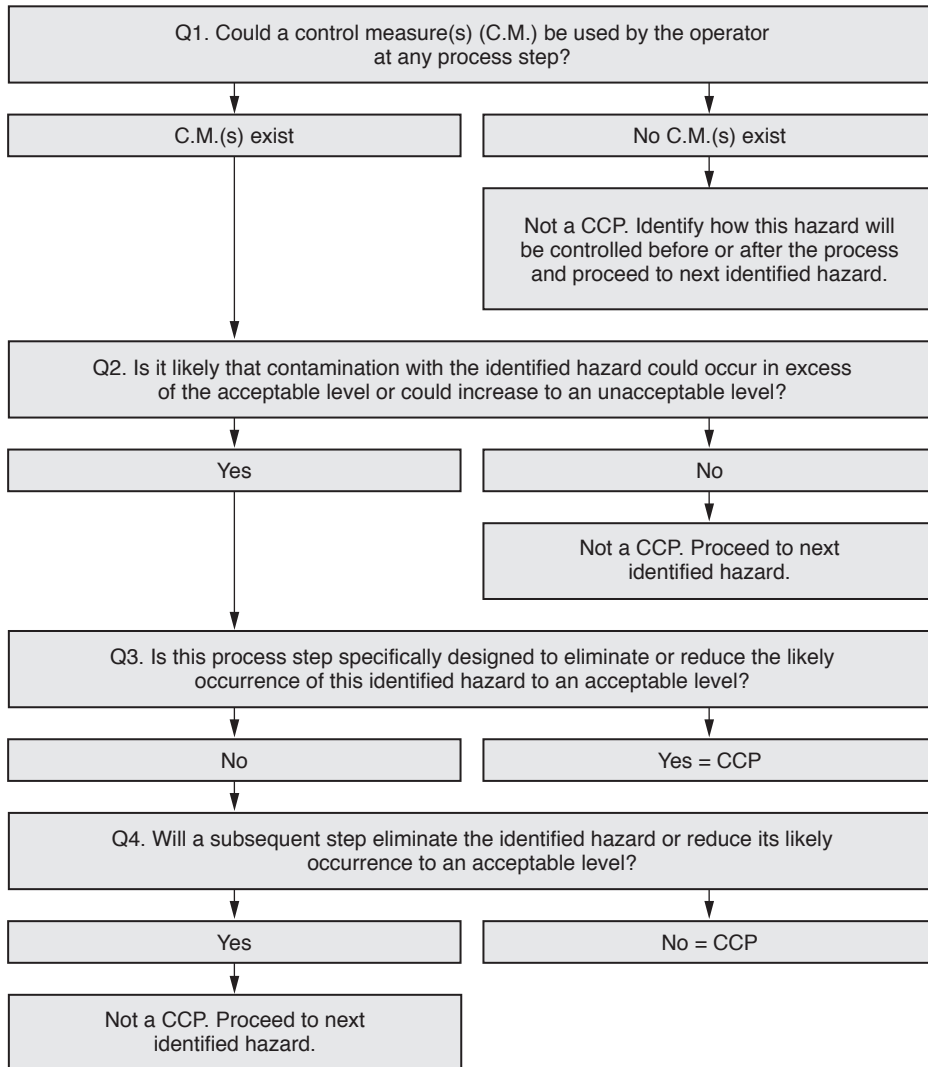 Q1. Could a control measure(s) (C.M.) be used by the operator
at any process step?
C.M.(s) exist
No C.M.(s) exist
Not a CCP. Identify how this hazard will
be controlled before or after the process
and proceed to next identified hazard.
Q2. Is it likely that contamination with the identified hazard could occur in excess
of the acceptable level or could increase to an unacceptable level?
Yes
No
Not a CCP. Proceed to next
identified hazard.
Q3. Is this process step specifically designed to eliminate or reduce the likely
occurrence of this identified hazard to an acceptable level?
No
Yes = CCP
Q4. Will a subsequent step eliminate the identified hazard or reduce its likely
occurrence to an acceptable level?
Yes
No = CCP
Not a CCP. Proceed to next
identified hazard.